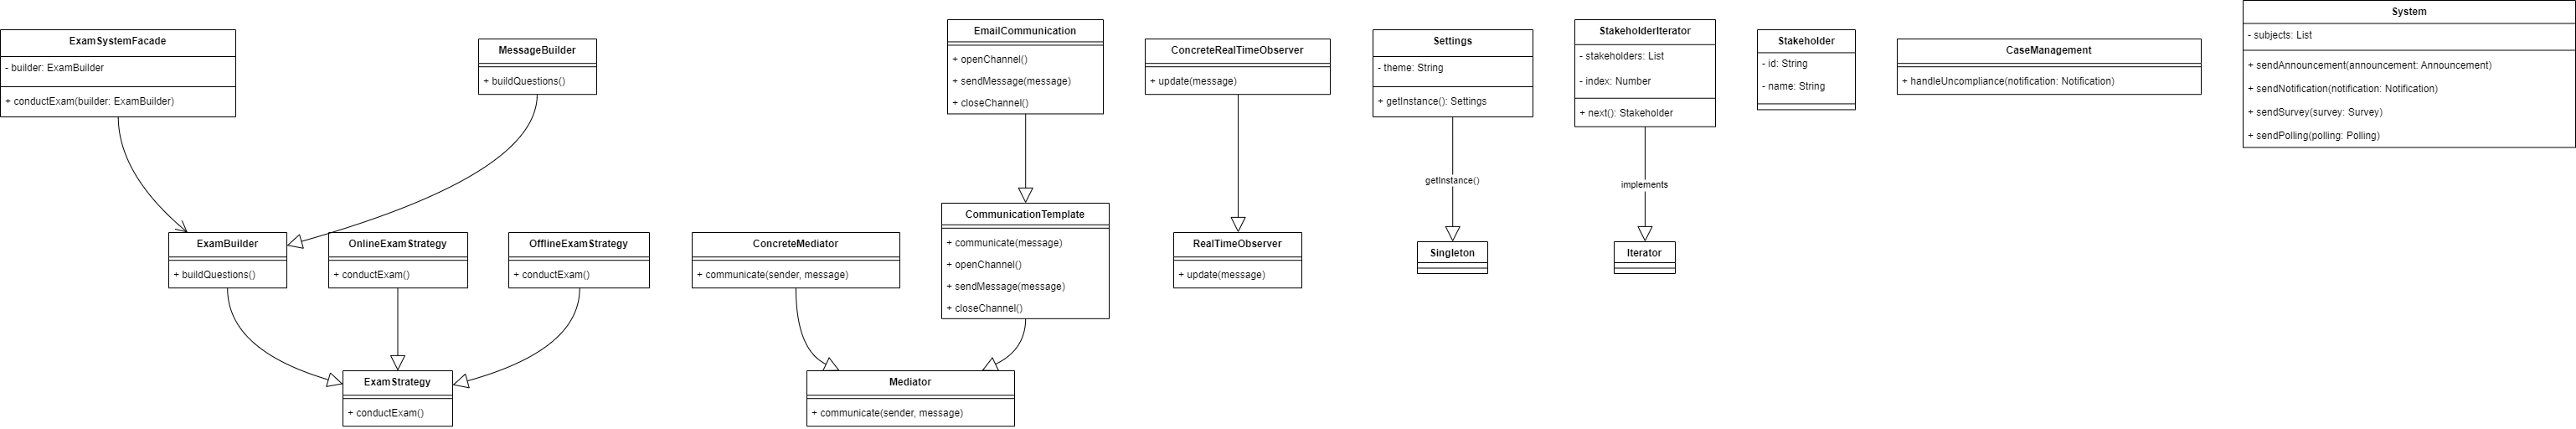 ExamSystemFacade
- builder: ExamBuilder
+ conductExam(builder: ExamBuilder)
MessageBuilder
+ buildQuestions()
EmailCommunication
+ openChannel()
+ sendMessage(message)
+ closeChannel()
ConcreteRealTimeObserver
+ update(message)
Settings
- theme: String
+ getInstance(): Settings
StakeholderIterator
- stakeholders: List
- index: Number
+ next(): Stakeholder
Stakeholder
- id: String
- name: String
CaseManagement
+ handleUncompliance(notification: Notification)
System
- subjects: List
+ sendAnnouncement(announcement: Announcement)
+ sendNotification(notification: Notification)
+ sendSurvey(survey: Survey)
+ sendPolling(polling: Polling)
getInstance()
implements
ExamBuilder
+ buildQuestions()
OnlineExamStrategy
+ conductExam()
OfflineExamStrategy
+ conductExam()
ConcreteMediator
+ communicate(sender, message)
CommunicationTemplate
+ communicate(message)
+ openChannel()
+ sendMessage(message)
+ closeChannel()
RealTimeObserver
+ update(message)
Singleton
Iterator
ExamStrategy
+ conductExam()
Mediator
+ communicate(sender, message)